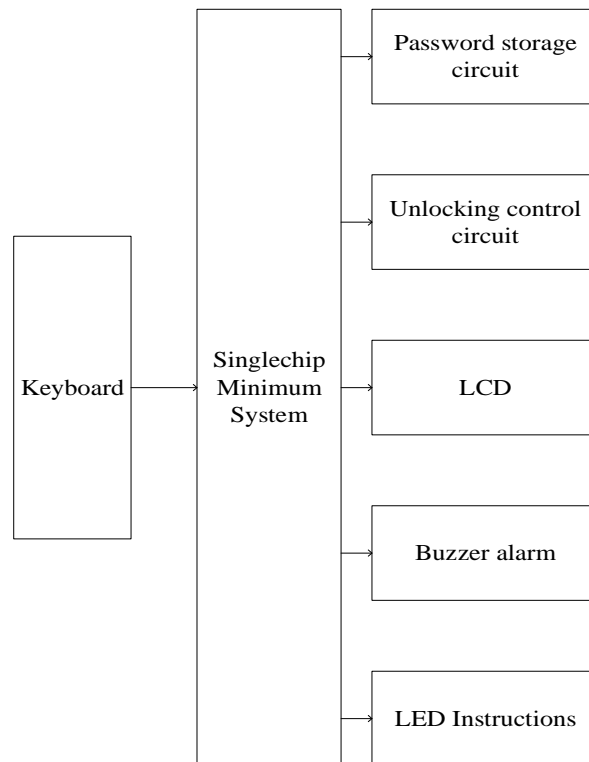 Keyboard
Singlechip
Minimum
System
Password storage
circuit
Unlocking control
circuit
LCD
Buzzer alarm
LED Instructions